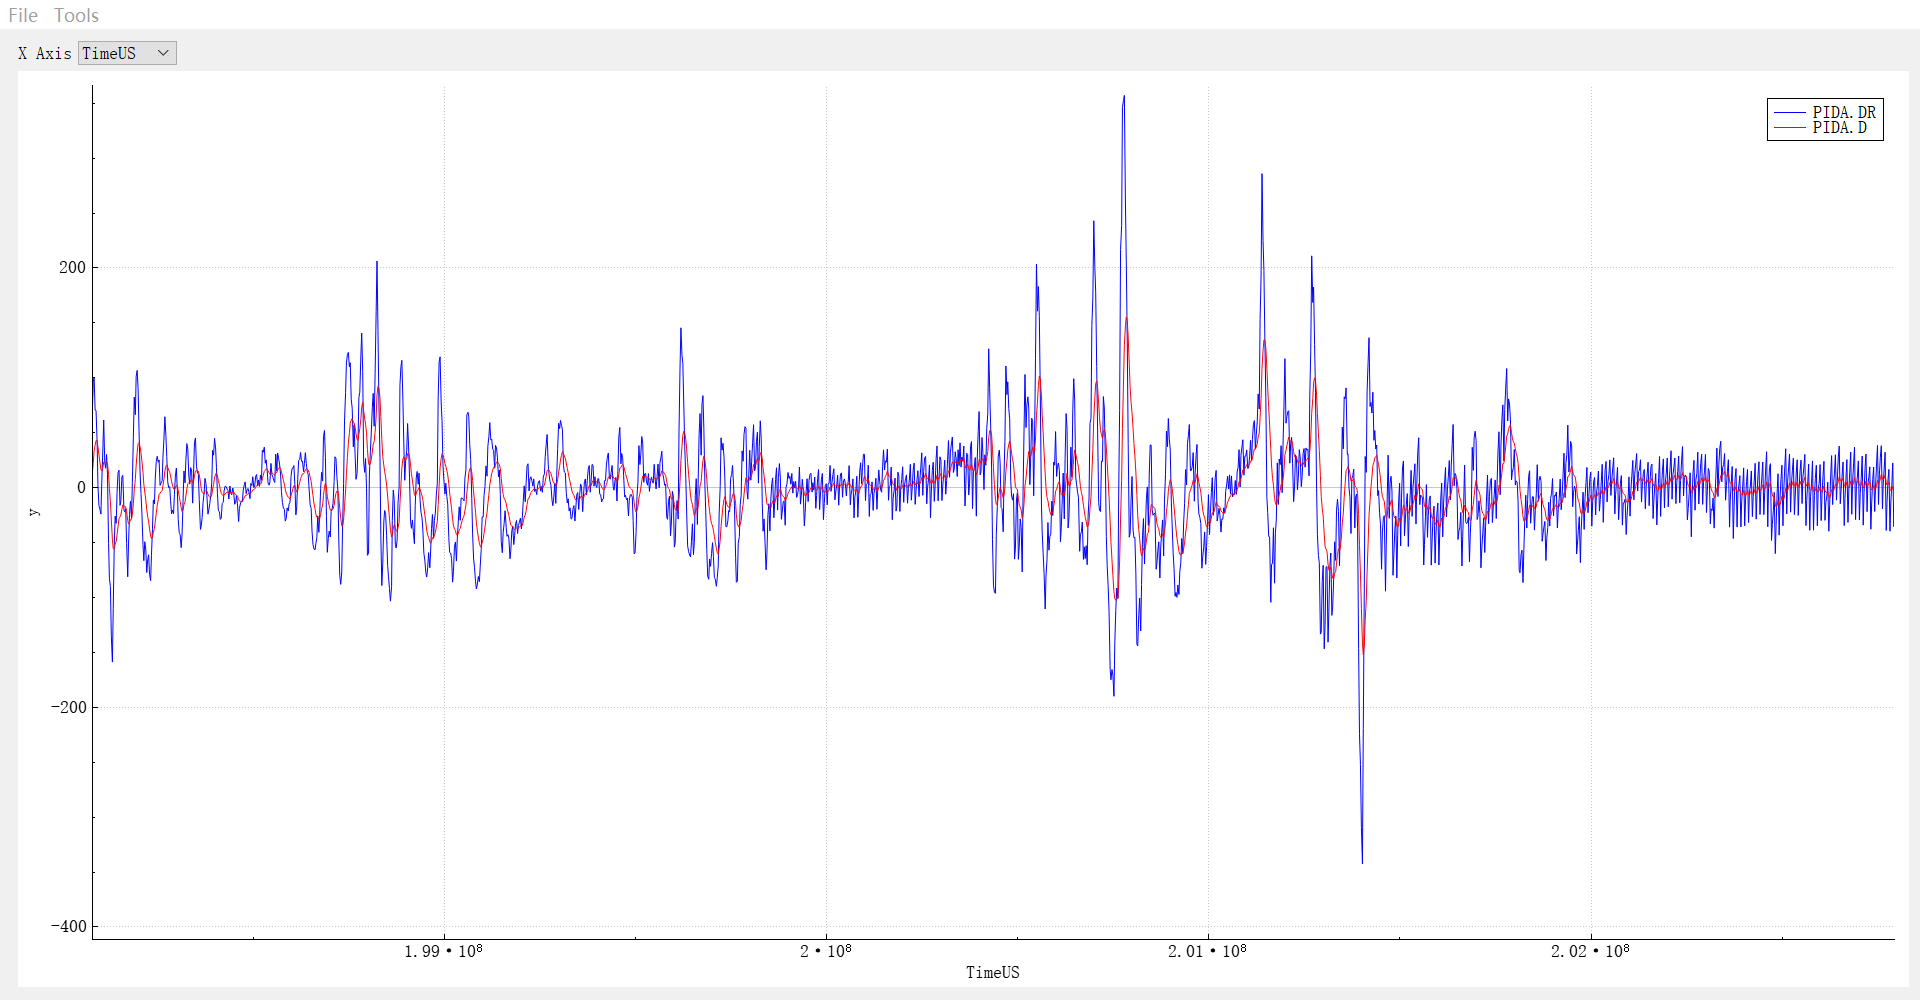 File Tools
X Axis TimeUS
PIDA.DR
PIDA.D
200
0
-200
-400
y
1.99·10⁸ 2·10⁸ 2.01·10⁸ 2.02·10⁸
TimeUS